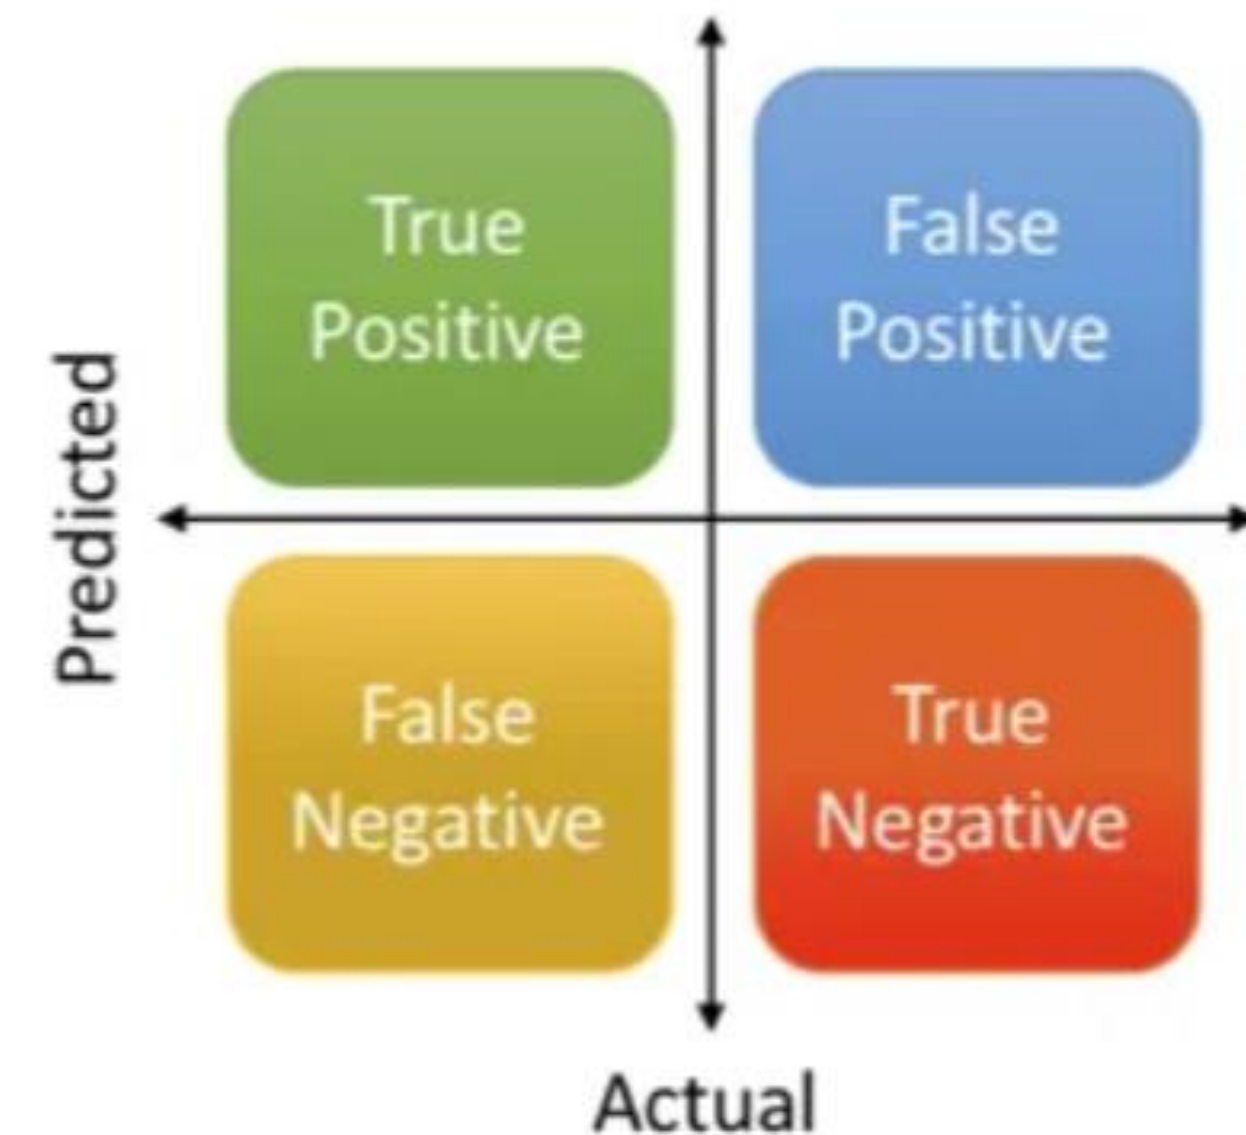 True
Positive
False
Positive
Predicted
False
Negative
True
Negative
Actual